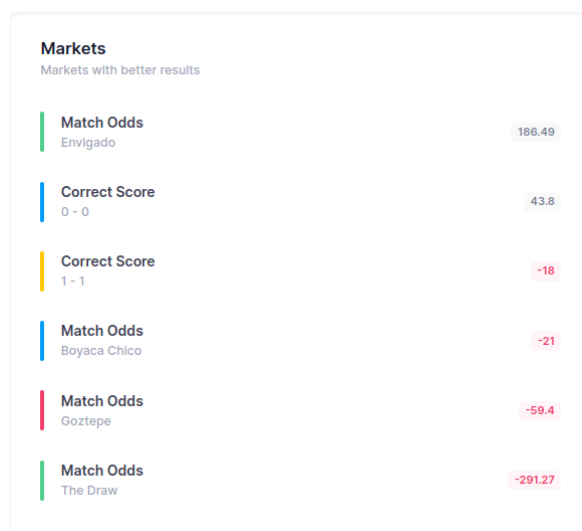 Markets
Markets with better results
Match Odds
Envigado
186.49
Correct Score
0 - 0
43.8
Correct Score
1 - 1
-18
Match Odds
Boyaca Chico
-21
Match Odds
Goztepe
-59.4
Match Odds
The Draw
-291.27